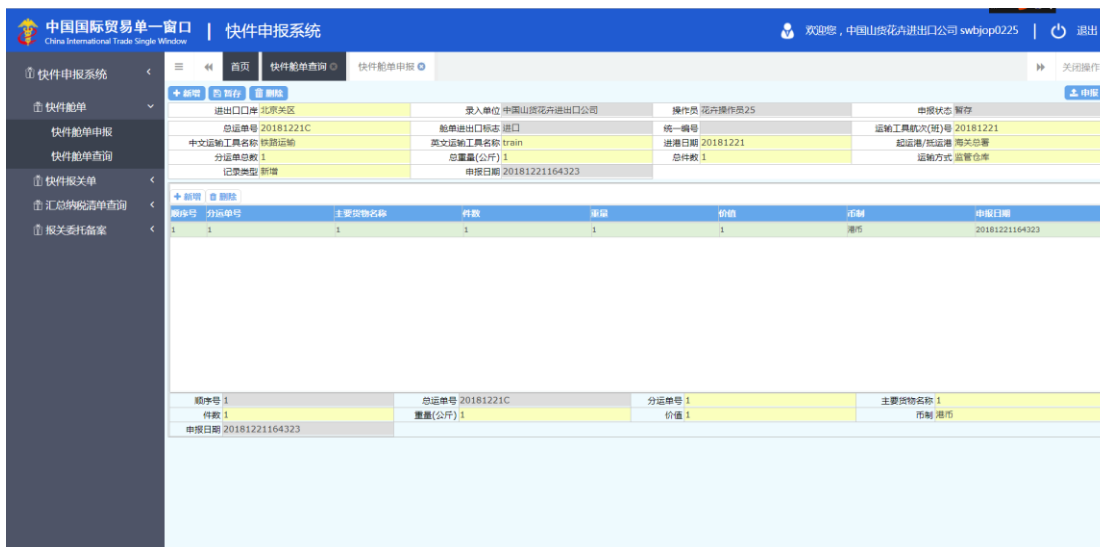 中国国际贸易单一窗口 | 快件申报系统
China International Trade Single Window
欢迎您，中国山货花卉进出口公司 swbjop0225 | 退出
快件申报系统
快件舱单
快件舱单申报
快件舱单查询
快件报关单
汇总纳税清单查询
报关委托备案
首页 快件舱单查询 快件舱单申报 关闭操作
新增 暂存 删除 申报
进出口口岸 北京关区 录入单位 中国山货花卉进出口公司 操作员 花卉操作员25 申报状态 暂存
总运单号 20181221C 舱单进出口标志 进口 统一编号 运输工具航次(班)号 20181221
中文运输工具名称 铁路运输 英文运输工具名称 train 进港日期 20181221 起运港/抵运港 海关总署
分运单总数 1 总重量(公斤) 1 总件数 1 运输方式 监管仓库
记录类型 新增 申报日期 20181221164323
新增 删除
顺序号 分运单号 主要货物名称 件数 重量 价值 币制 申报日期
1 1 1 1 1 1 港币 20181221164323
顺序号 1 总运单号 20181221C 分运单号 1 主要货物名称 1
件数 1 重量(公斤) 1 价值 1 币制 港币
申报日期 20181221164323